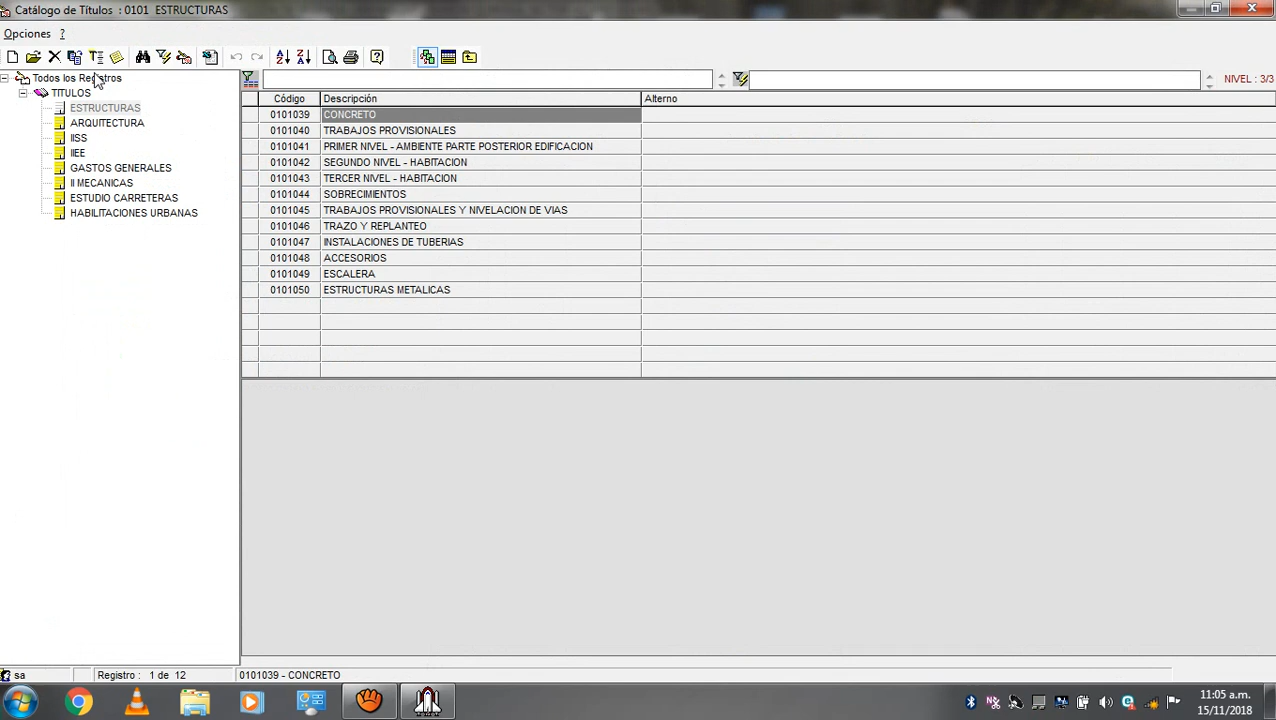 Catálogo de Títulos : 0101 ESTRUCTURAS
Opciones ?
Todos los Registros
TITULOS
ESTRUCTURAS
ARQUITECTURA
IISS
IIEE
GASTOS GENERALES
II MECANICAS
ESTUDIO CARRETERAS
HABILITACIONES URBANAS
NIVEL : 3/3
Código Descripción Alterno
0101039 CONCRETO
0101040 TRABAJOS PROVISIONALES
0101041 PRIMER NIVEL - AMBIENTE PARTE POSTERIOR EDIFICACION
0101042 SEGUNDO NIVEL - HABITACION
0101043 TERCER NIVEL - HABITACION
0101044 SOBRECIMIENTOS
0101045 TRABAJOS PROVISIONALES Y NIVELACION DE VIAS
0101046 TRAZO Y REPLANTEO
0101047 INSTALACIONES DE TUBERIAS
0101048 ACCESORIOS
0101049 ESCALERA
0101050 ESTRUCTURAS METALICAS
sa Registro : 1 de 12 0101039 - CONCRETO
11:05 a.m.
15/11/2018